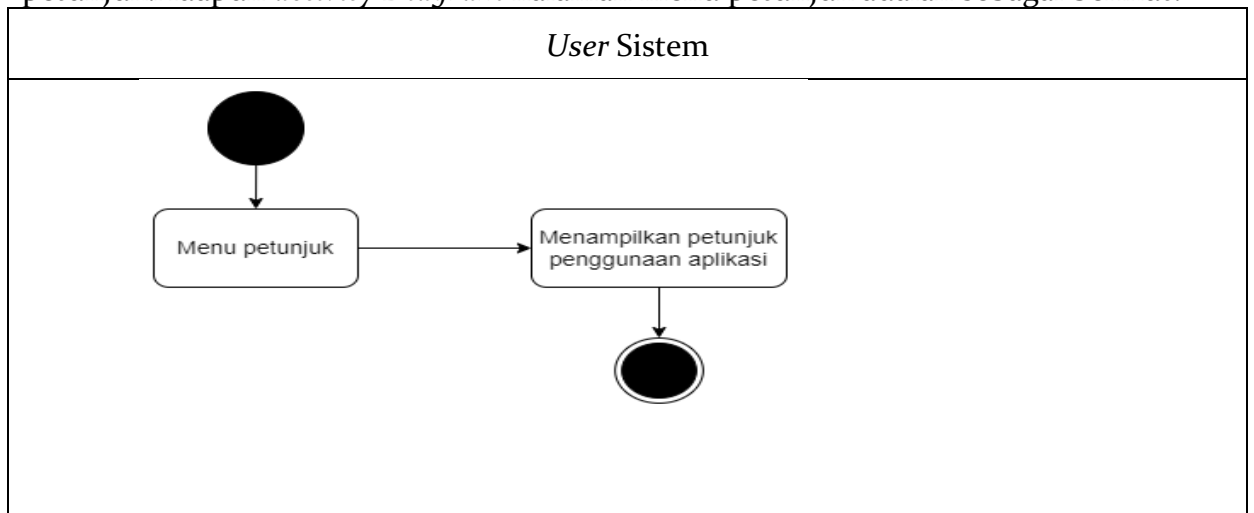 User Sistem
Menu petunjuk
Menampilkan petunjuk
penggunaan aplikasi